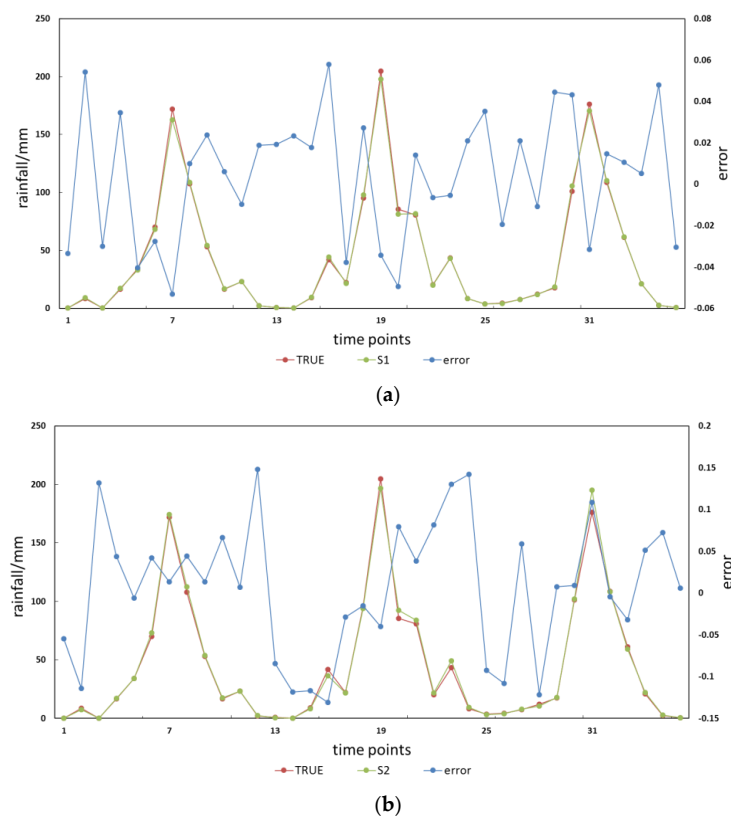 250 200 150 100 50 0
rainfall/mm
0.08 0.06 0.04 0.02 0 -0.02 -0.04 -0.06
error
1 7 13 19 25 31
time points
TRUE S1 error
(a)
250 200 150 100 50 0
rainfall/mm
0.2 0.15 0.1 0.05 0 -0.05 -0.1 -0.15
error
1 7 13 19 25 31
time points
TRUE S2 error
(b)